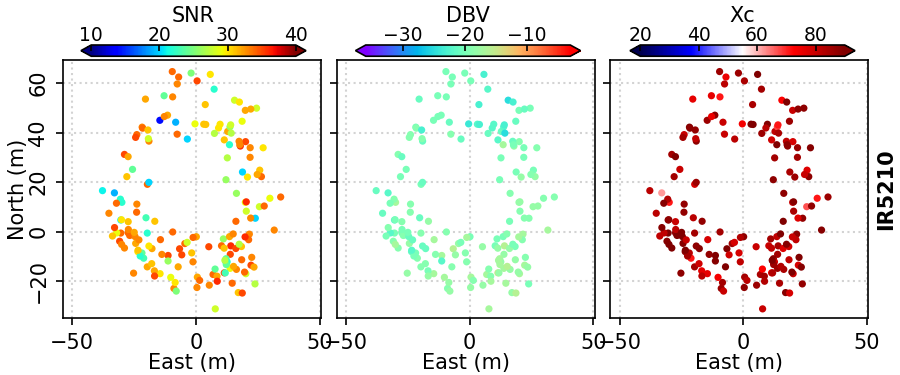 SNR DBV Xc
10 20 30 40 −30 −20 −10 20 40 60 80
60
40
20
0
−20
North (m)
IR5210
−50 0 50 −50 0 50 −50 0 50
East (m) East (m) East (m)